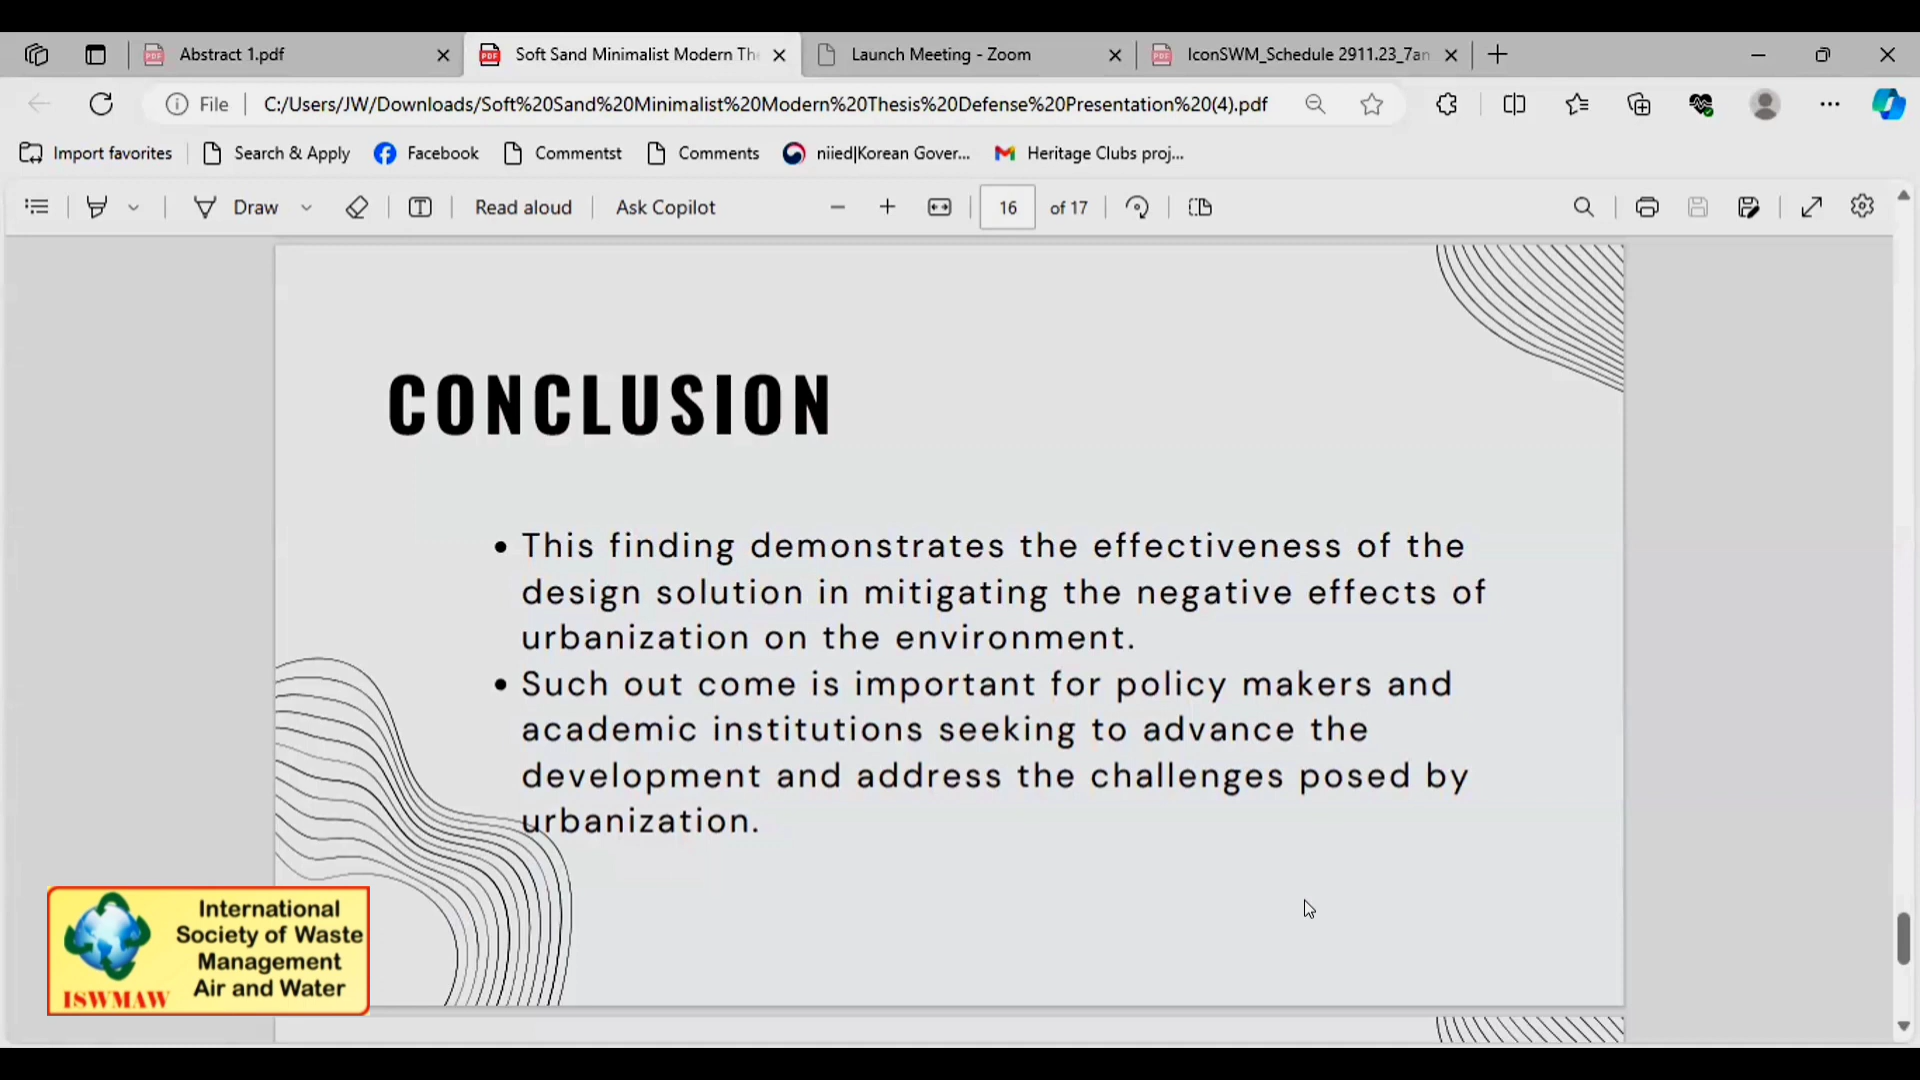 Abstract 1.pdf
Soft Sand Minimalist Modern The
Launch Meeting - Zoom
IconSWM_Schedule 2911.23_7an
File
C:/Users/JW/Downloads/Soft%20Sand%20Minimalist%20Modern%20Thesis%20Defense%20Presentation%20(4).pdf
Import favorites
Search & Apply
Facebook
Commentst
Comments
niied|Korean Gover...
Heritage Clubs proj...
Draw
Read aloud
Ask Copilot
16
of 17
CONCLUSION
• This finding demonstrates the effectiveness of the
design solution in mitigating the negative effects of
urbanization on the environment.
• Such out come is important for policy makers and
academic institutions seeking to advance the
development and address the challenges posed by
urbanization.
International
Society of Waste
Management
Air and Water
ISWMAW